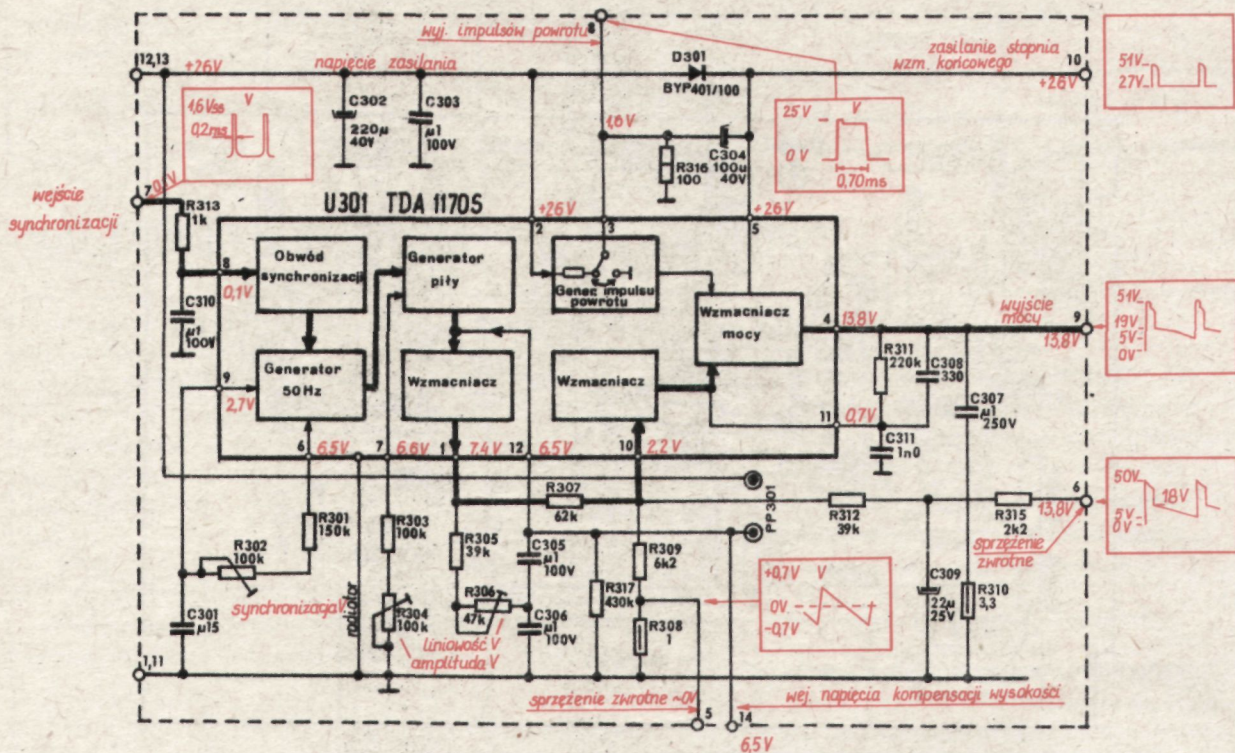 wyj. impulsów powrotu
8
12,13
+26V
napięcie zasilania
D301
BYP401/100
zasilanie stopnia
wzm. końcowego
10
+26V
51V
27V
1,6Vss
V
0,2ms
C302
220µ
40V
C303
µ1
100V
1,6V
R316
100
C304
100u
40V
25V
V
0V
0,70ms
wejście
synchronizacji
7
R313
1k
U301 TDA 1170S
+26V
2
3
+26V
5
8
0,1V
Obwód
synchronizacji
Generator
piły
Gener. impulsu
powrotu
Wzmacniacz
mocy
4
13,8V
wyjście
mocy
9
13,8V
51V
19V
5V
0V
C310
µ1
100V
9
2,7V
Generator
50Hz
Wzmacniacz
Wzmacniacz
R311
220k
C308
330
C307
µ1
250V
11
0,7V
C311
1n0
6
6,5V
7
6,6V
1
7,4V
12
6,5V
10
2,2V
R307
62k
PP301
R312
39k
R315
2k2
6
13,8V
sprzężenie
zwrotne
50V
18V
5V
0V
R301
150k
R302
100k
synchronizacja V
C301
µ15
radiator
R303
100k
R304
100k
R305
39k
R306
47k
liniowość V
amplituda V
C305
µ1
100V
C306
µ1
100V
R317
430k
R309
6k2
R308
1
+0,7V
V
0V
-0,7V
C309
22µ
25V
R310
3,3
1,11
sprzężenie zwrotne ~0V
5
14
wej. napięcia kompensacji wysokości
6,5V